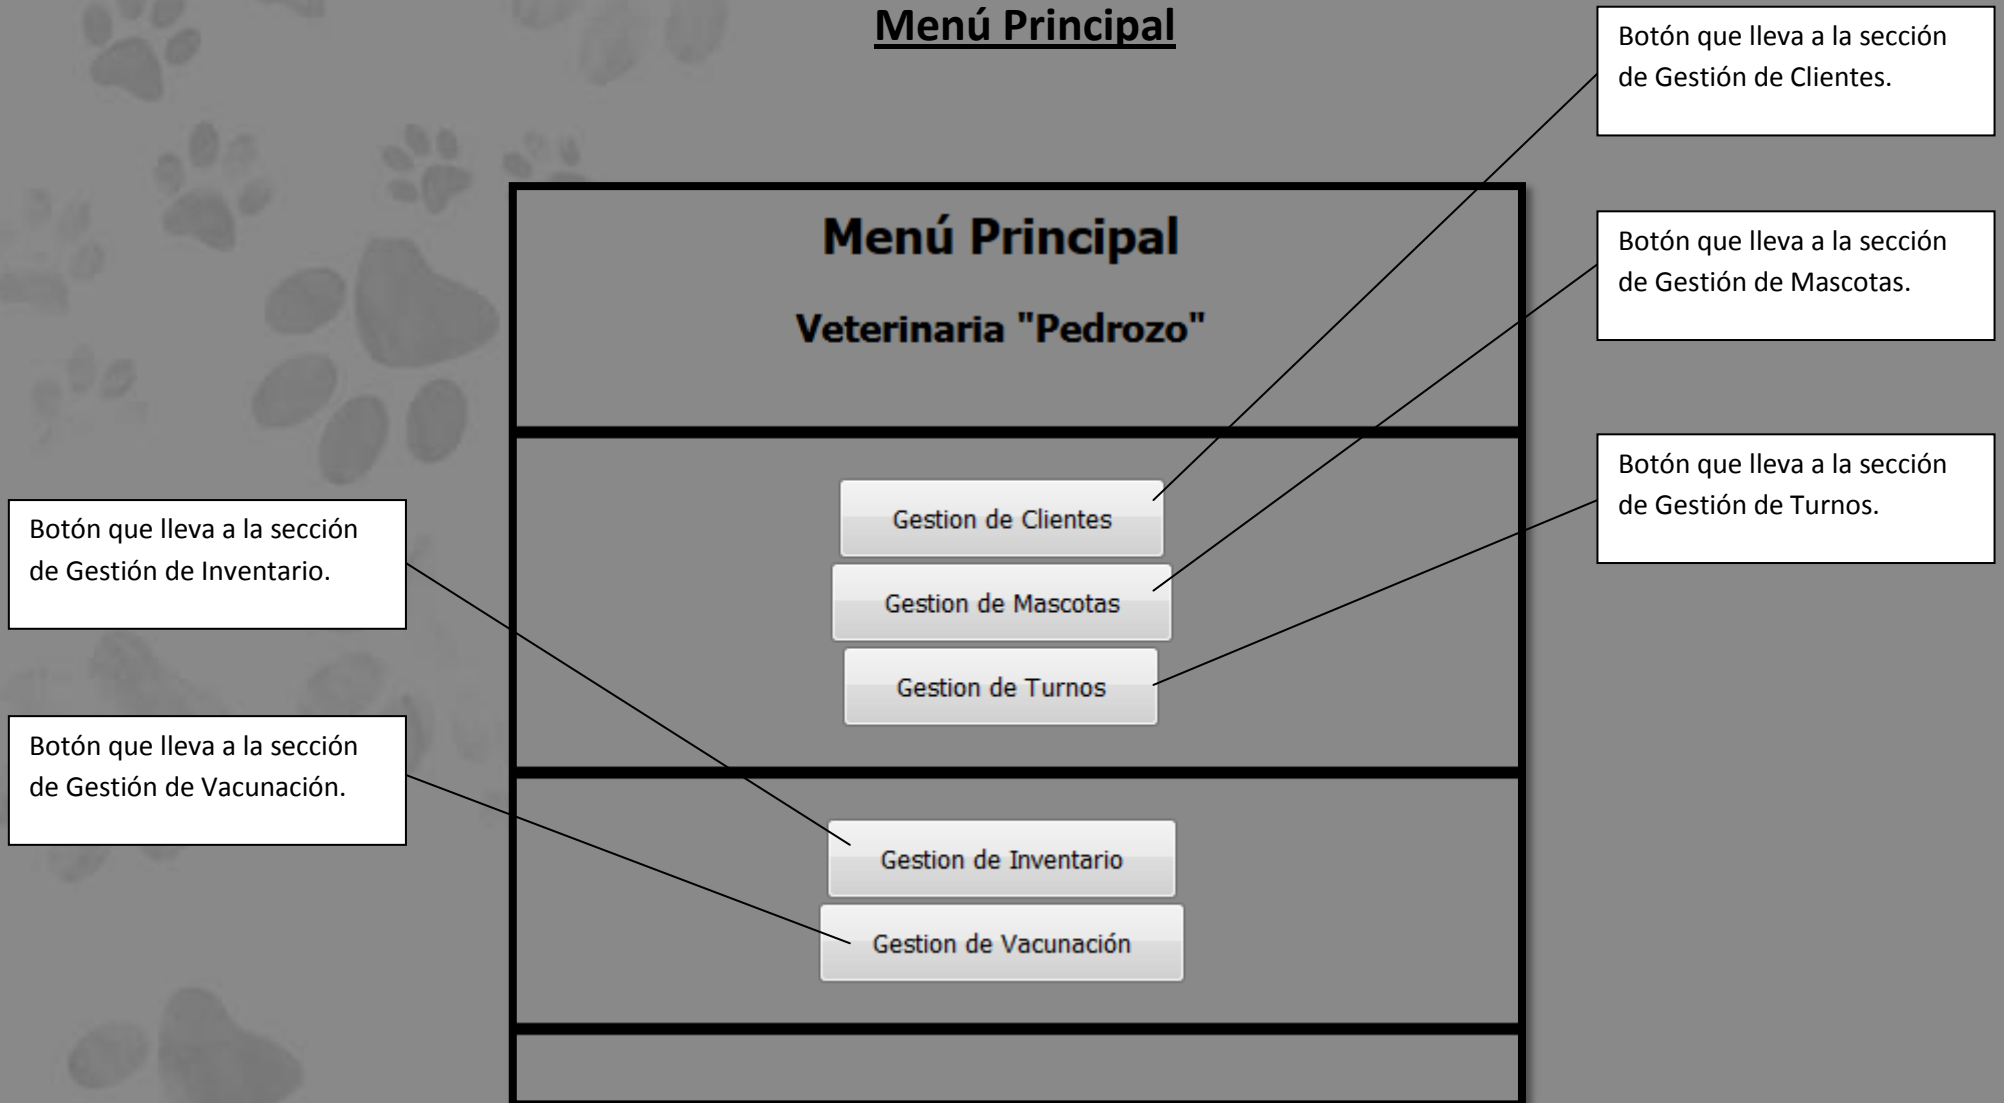 Menú Principal
Botón que lleva a la sección
de Gestión de Clientes.
Menú Principal
Veterinaria "Pedrozo"
Botón que lleva a la sección
de Gestión de Mascotas.
Botón que lleva a la sección
de Gestión de Turnos.
Gestion de Clientes
Gestion de Mascotas
Gestion de Turnos
Botón que lleva a la sección
de Gestión de Inventario.
Botón que lleva a la sección
de Gestión de Vacunación.
Gestion de Inventario
Gestion de Vacunación